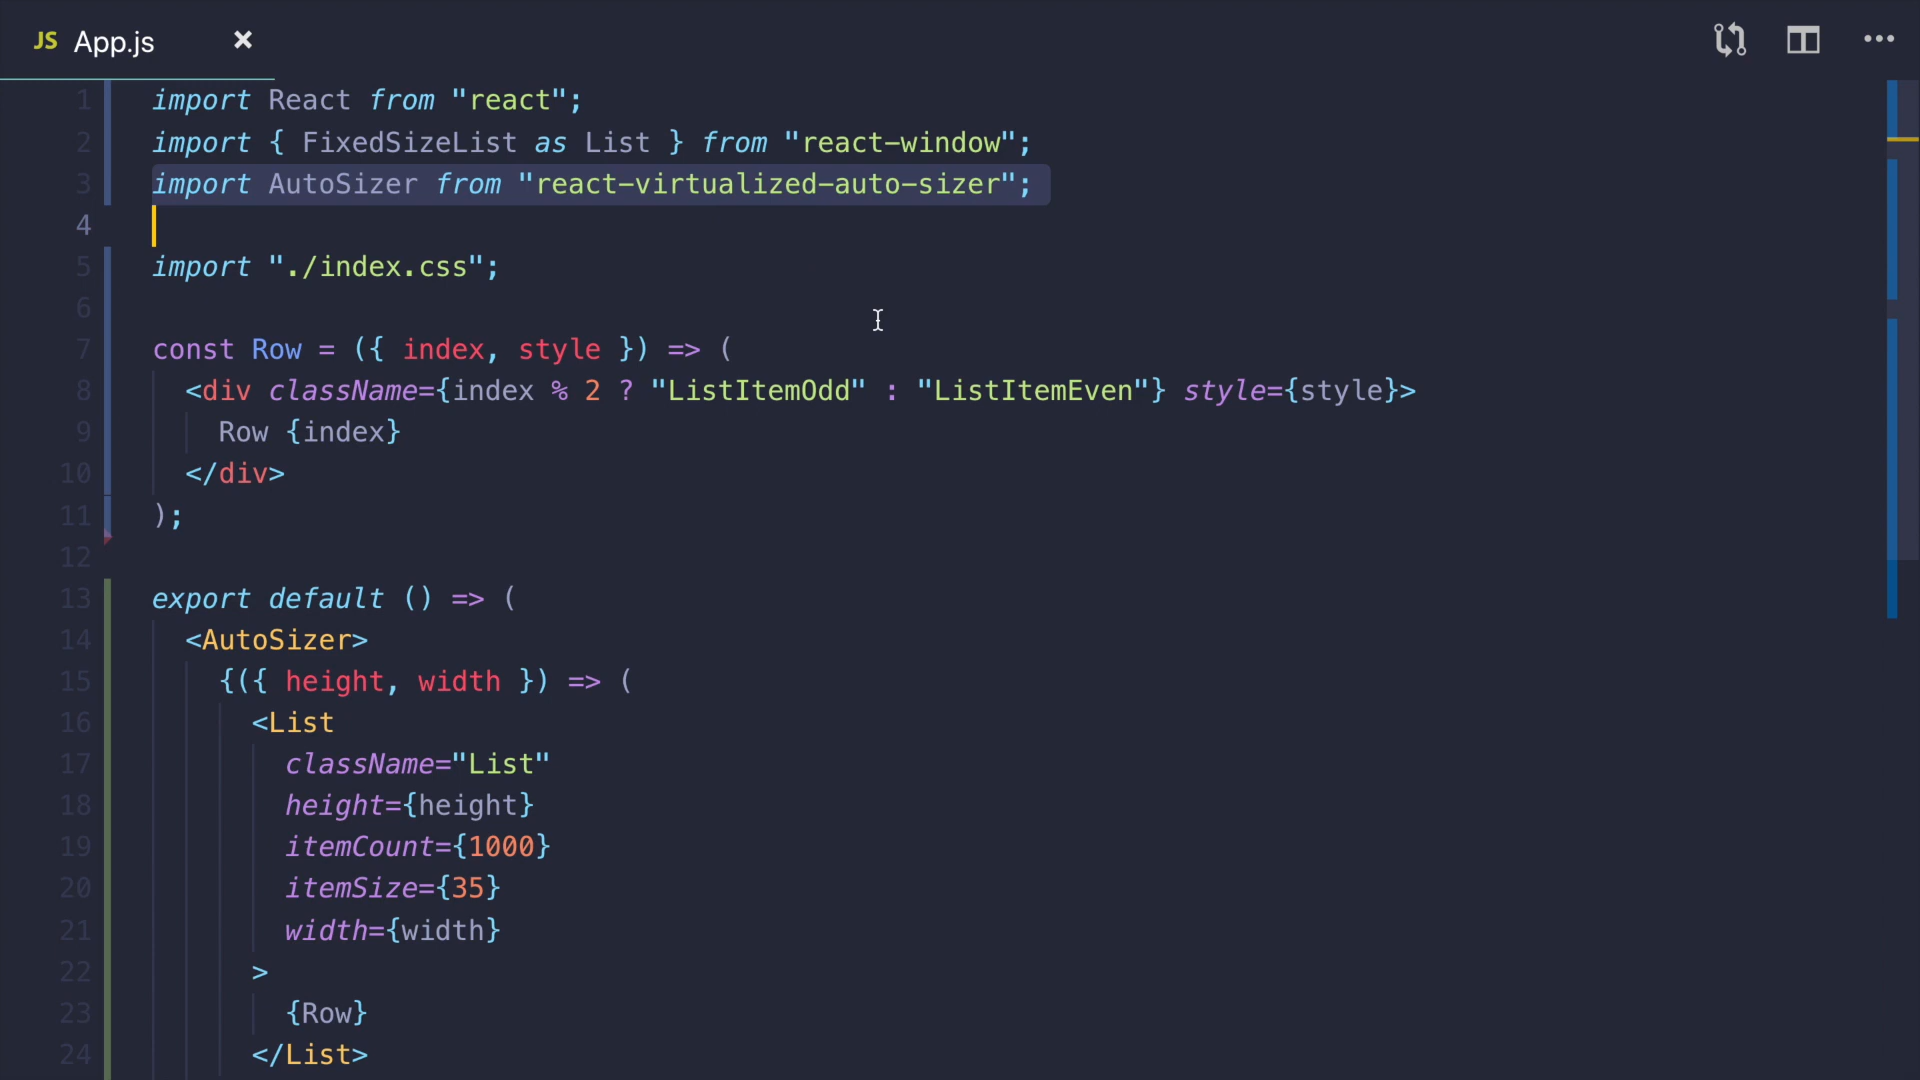 JS App.js
1 import React from "react";
2 import { FixedSizeList as List } from "react-window";
3 import AutoSizer from "react-virtualized-auto-sizer";
4
5 import "./index.css";
6
7 const Row = ({ index, style }) => (
8   <div className={index % 2 ? "ListItemOdd" : "ListItemEven"} style={style}>
9     Row {index}
10   </div>
11 );
12
13 export default () => (
14   <AutoSizer>
15     {({ height, width }) => (
16       <List
17         className="List"
18         height={height}
19         itemCount={1000}
20         itemSize={35}
21         width={width}
22       >
23         {Row}
24       </List>